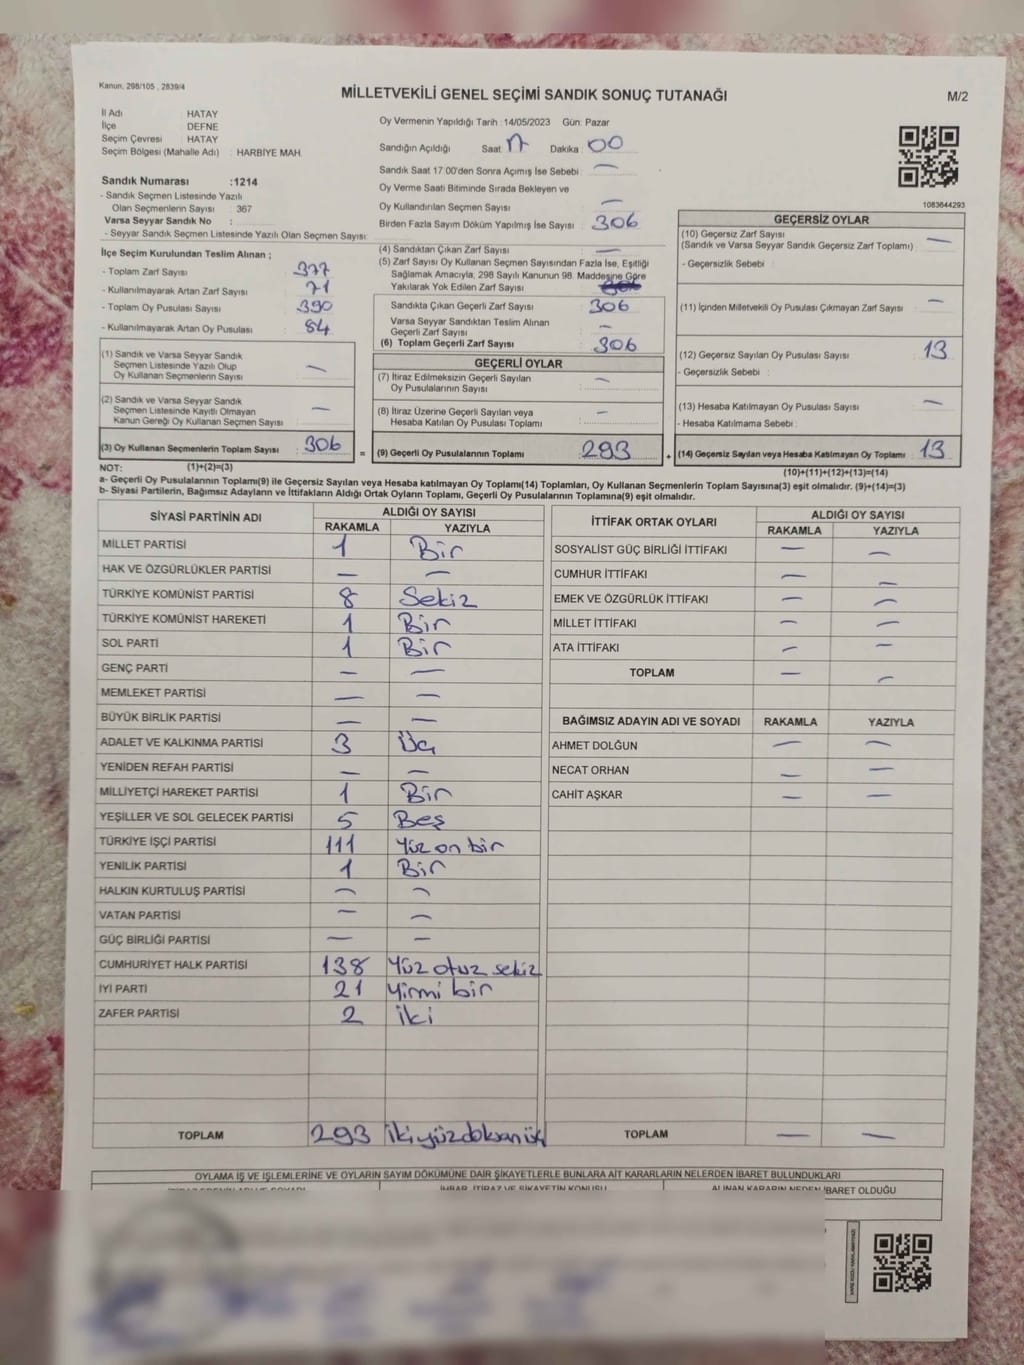 Kanun, 298/105 , 2839/4
MİLLETVEKİLİ GENEL SEÇİMİ SANDIK SONUÇ TUTANAĞI
M/2
İl Adı : HATAY
İlçe : DEFNE
Seçim Çevresi : HATAY
Seçim Bölgesi (Mahalle Adı) : HARBİYE MAH.
Sandık Numarası :1214
- Sandık Seçmen Listesinde Yazılı
Olan Seçmenlerin Sayısı : 367
Varsa Seyyar Sandık No :
- Seyyar Sandık Seçmen Listesinde Yazılı Olan Seçmen Sayısı:
Oy Vermenin Yapıldığı Tarih : 14/05/2023 Gün: Pazar
Sandığın Açıldığı Saat : 17 Dakika : 00
Sandık Saat 17:00'den Sonra Açımış İse Sebebi : —
Oy Verme Saati Bitiminde Sırada Bekleyen ve
Oy Kullandırılan Seçmen Sayısı : —
Birden Fazla Sayım Döküm Yapılmış İse Sayısı : 306
1083644293
İlçe Seçim Kurulundan Teslim Alınan ;
- Toplam Zarf Sayısı : 377
- Kullanılmayarak Artan Zarf Sayısı : 71
- Toplam Oy Pusulası : 390
- Kullanılmayarak Artan Oy Pusulası : 84
(1) Sandık ve Varsa Seyyar Sandık
Seçmen Listesinde Yazılı Olup
Oy Kullanan Seçmenlerin Sayısı : —
(2) Sandık ve Varsa Seyyar Sandık
Seçmen Listesinde Kayıtlı Olmayan
Kanun Gereği Oy Kullanan Seçmen Sayısı : —
(3) Oy Kullanan Seçmenlerin Toplam Sayısı : 306
(4) Sandıktan Çıkan Zarf Sayısı : —
(5) Zarf Sayısı Oy Kullanan Seçmen Sayısından Fazla İse, Eşitliği
Sağlamak Amacıyla, 298 Sayılı Kanunun 98. Maddesine Göre
Yakılarak Yok Edilen Zarf Sayısı :
Sandıkta Çıkan Geçerli Zarf Sayısı : 306
Varsa Seyyar Sandıktan Teslim Alınan
Geçerli Zarf Sayısı : —
(6) Toplam Geçerli Zarf Sayısı : 306
GEÇERLİ OYLAR
(7) İtiraz Edilmeksizin Geçerli Sayılan
Oy Pusulalarının Sayısı : —
(8) İtiraz Üzerine Geçerli Sayılan veya
Hesaba Katılan Oy Pusulası Toplamı : —
= (9) Geçerli Oy Pusulalarının Toplamı : 293
GEÇERSİZ OYLAR
(10) Geçersiz Zarf Sayısı
(Sandık ve Varsa Seyyar Sandık Geçersiz Zarf Toplamı) : —
- Geçersizlik Sebebi :
(11) İçinden Milletvekili Oy Pusulası Çıkmayan Zarf Sayısı : —
(12) Geçersiz Sayılan Oy Pusulası Sayısı : 13
- Geçersizlik Sebebi :
(13) Hesaba Katılmayan Oy Pusulası Sayısı : —
- Hesaba Katılmama Sebebi :
+ (14) Geçersiz Sayılan veya Hesaba Katılmayan Oy Toplamı : 13
NOT: (1)+(2)=(3) (10)+(11)+(12)+(13)=(14)
a- Geçerli Oy Pusulalarının Toplamı(9) ile Geçersiz Sayılan veya Hesaba katılmayan Oy Toplamı(14) Toplamları, Oy Kullanan Seçmenlerin Toplam Sayısına(3) eşit olmalıdır. (9)+(14)=(3)
b- Siyasi Partilerin, Bağımsız Adayların ve İttifakların Aldığı Ortak Oyların Toplamı, Geçerli Oy Pusulalarının Toplamına(9) eşit olmalıdır.
SİYASİ PARTİNİN ADI ALDIĞI OY SAYISI
RAKAMLA YAZIYLA
MİLLET PARTİSİ 1 Bir
HAK VE ÖZGÜRLÜKLER PARTİSİ — —
TÜRKİYE KOMÜNİST PARTİSİ 8 Sekiz
TÜRKİYE KOMÜNİST HAREKETİ 1 Bir
SOL PARTİ 1 Bir
GENÇ PARTİ — —
MEMLEKET PARTİSİ — —
BÜYÜK BİRLİK PARTİSİ — —
ADALET VE KALKINMA PARTİSİ 3 Üç
YENİDEN REFAH PARTİSİ — —
MİLLİYETÇİ HAREKET PARTİSİ 1 Bir
YEŞİLLER VE SOL GELECEK PARTİSİ 5 Beş
TÜRKİYE İŞÇİ PARTİSİ 111 Yüz on bir
YENİLİK PARTİSİ 1 Bir
HALKIN KURTULUŞ PARTİSİ — —
VATAN PARTİSİ — —
GÜÇ BİRLİĞİ PARTİSİ — —
CUMHURİYET HALK PARTİSİ 138 Yüz otuz sekiz
İYİ PARTİ 21 Yirmi bir
ZAFER PARTİSİ 2 iki
TOPLAM 293 ikiyüzdoksanüç
İTTİFAK ORTAK OYLARI ALDIĞI OY SAYISI
RAKAMLA YAZIYLA
SOSYALİST GÜÇ BİRLİĞİ İTTİFAKI — —
CUMHUR İTTİFAKI — —
EMEK VE ÖZGÜRLÜK İTTİFAKI — —
MİLLET İTTİFAKI — —
ATA İTTİFAKI — —
TOPLAM — —
BAĞIMSIZ ADAYIN ADI VE SOYADI RAKAMLA YAZIYLA
AHMET DOLĞUN — —
NECAT ORHAN — —
CAHİT AŞKAR — —
TOPLAM — —
OYLAMA İŞ VE İŞLEMLERİNE VE OYLARIN SAYIM DÖKÜMÜNE DAİR ŞİKAYETLERLE BUNLARA AİT KARARLARIN NELERDEN İBARET BULUNDUKLARI
İHBAR, İTİRAZ VE ŞİKAYETİN KONUSU
ALINAN KARARIN NEDEN İBARET OLDUĞU